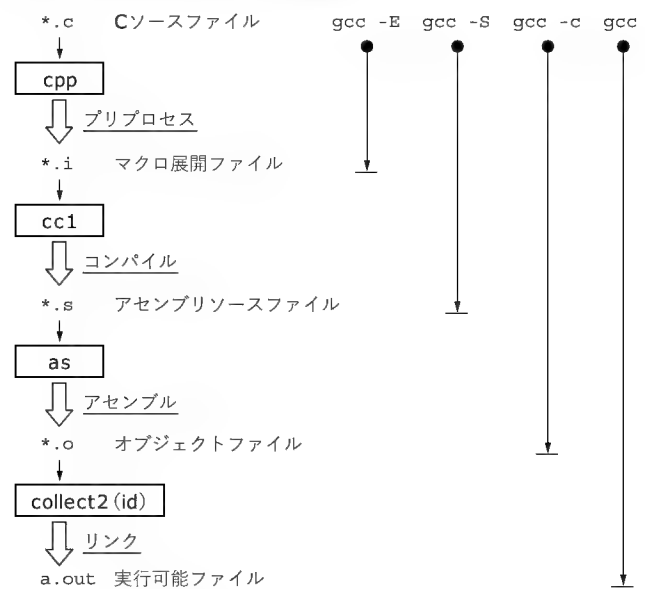 *.c Cソースファイル gcc -E gcc -S gcc -c gcc
cpp
プリプロセス
*.i マクロ展開ファイル
cc1
コンパイル
*.s アセンブリソースファイル
as
アセンブル
*.o オブジェクトファイル
collect2(id)
リンク
a.out 実行可能ファイル